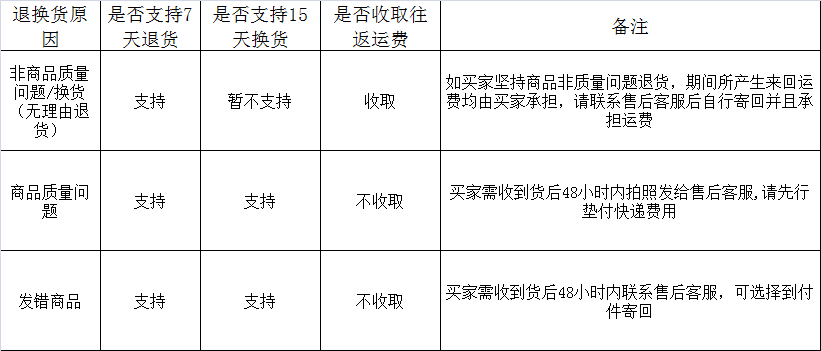 退换货原
因
是否支持7
天退货
是否支持15
天换货
是否收取往
返运费
备注
非商品质量
问题/换货
（无理由退
货）
支持
暂不支持
收取
如买家坚持商品非质量问题退货，期间所产生来回运
费均由买家承担，请联系售后客服后自行寄回并且承
担运费
商品质量问
题
支持
支持
不收取
买家需收到货后48小时内拍照发给售后客服,请先行
垫付快递费用
发错商品
支持
支持
不收取
买家需收到货后48小时内联系售后客服，可选择到付
件寄回